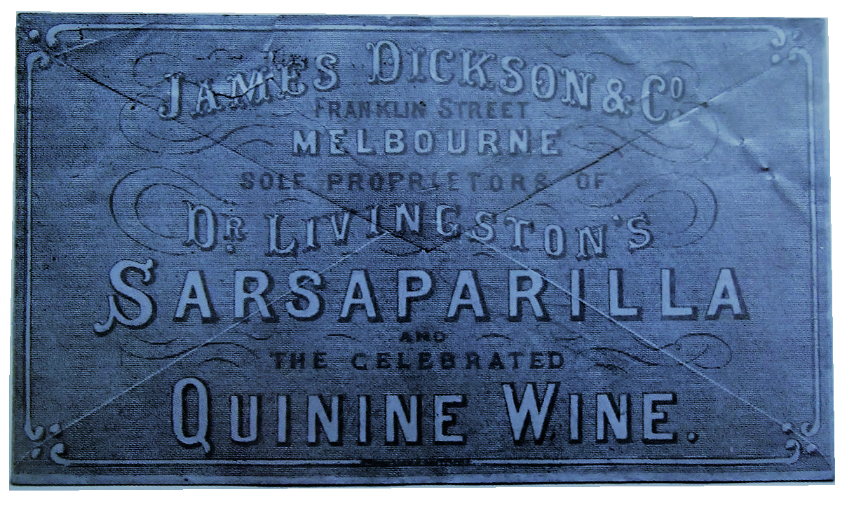 JAMES DICKSON & Co
FRANKLIN STREET
MELBOURNE
SOLE PROPRIETORS OF
DR LIVINGSTON'S
SARSAPARILLA
AND
THE CELEBRATED
QUININE WINE.